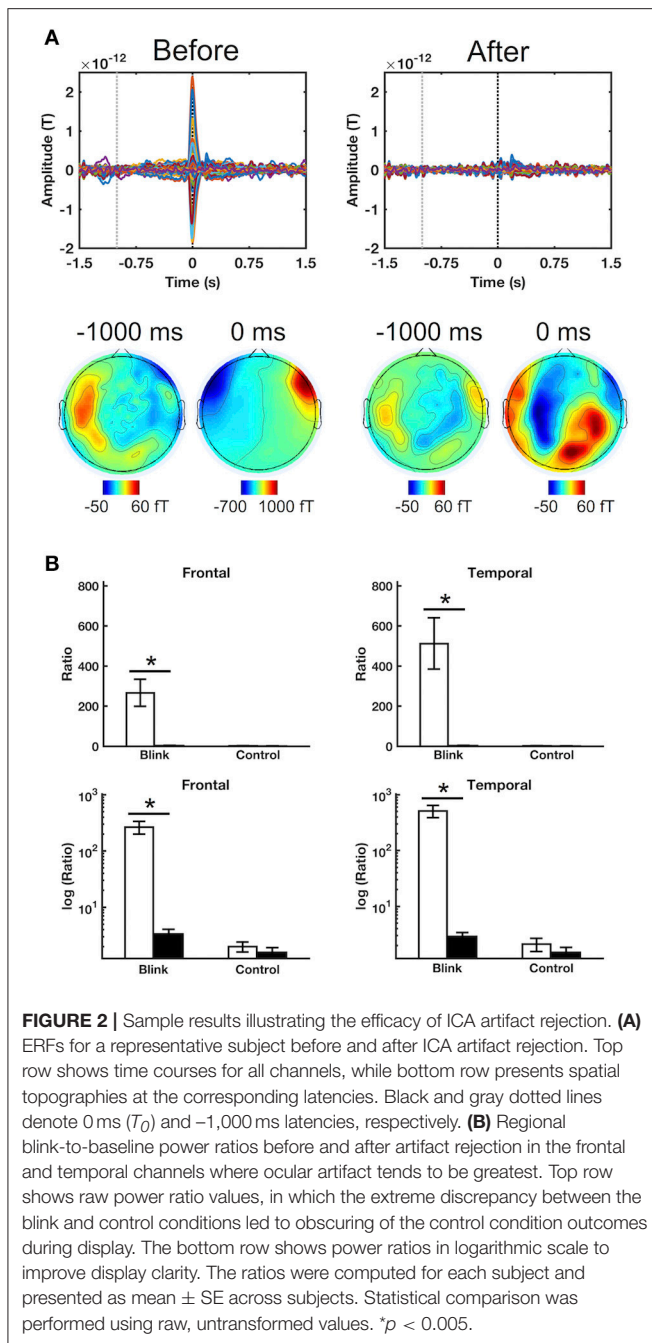 A
Before
After
×10⁻¹²
×10⁻¹²
Amplitude (T)
2
1
0
-1
-2
-1.5 -0.75 0 0.75 1.5
Time (s)
Amplitude (T)
2
1
0
-1
-2
-1.5 -0.75 0 0.75 1.5
Time (s)
-1000 ms
0 ms
-1000 ms
0 ms
-50 60 fT
-700 1000 fT
-50 60 fT
-50 60 fT
B
Frontal
Ratio
800
600
400
200
0
*
Blink Control
Temporal
Ratio
800
600
400
200
0
*
Blink Control
Frontal
log (Ratio)
10³
10²
10¹
*
Blink Control
Temporal
log (Ratio)
10³
10²
10¹
*
Blink Control
FIGURE 2 | Sample results illustrating the efficacy of ICA artifact rejection. (A)
ERFs for a representative subject before and after ICA artifact rejection. Top
row shows time courses for all channels, while bottom row presents spatial
topographies at the corresponding latencies. Black and gray dotted lines
denote 0 ms (T₀) and –1,000 ms latencies, respectively. (B) Regional
blink-to-baseline power ratios before and after artifact rejection in the frontal
and temporal channels where ocular artifact tends to be greatest. Top row
shows raw power ratio values, in which the extreme discrepancy between the
blink and control conditions led to obscuring of the control condition outcomes
during display. The bottom row shows power ratios in logarithmic scale to
improve display clarity. The ratios were computed for each subject and
presented as mean ± SE across subjects. Statistical comparison was
performed using raw, untransformed values. *p < 0.005.